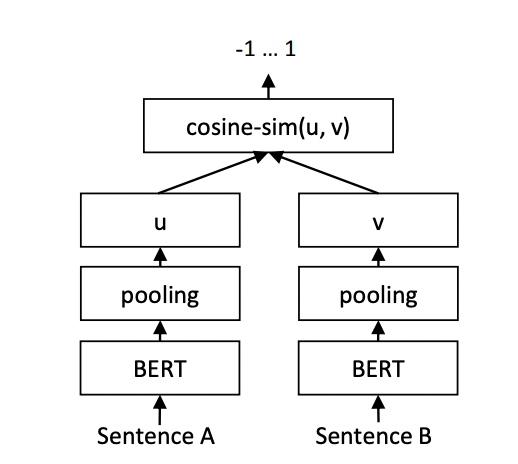 -1 … 1
cosine-sim(u, v)
u v
pooling pooling
BERT BERT
Sentence A Sentence B